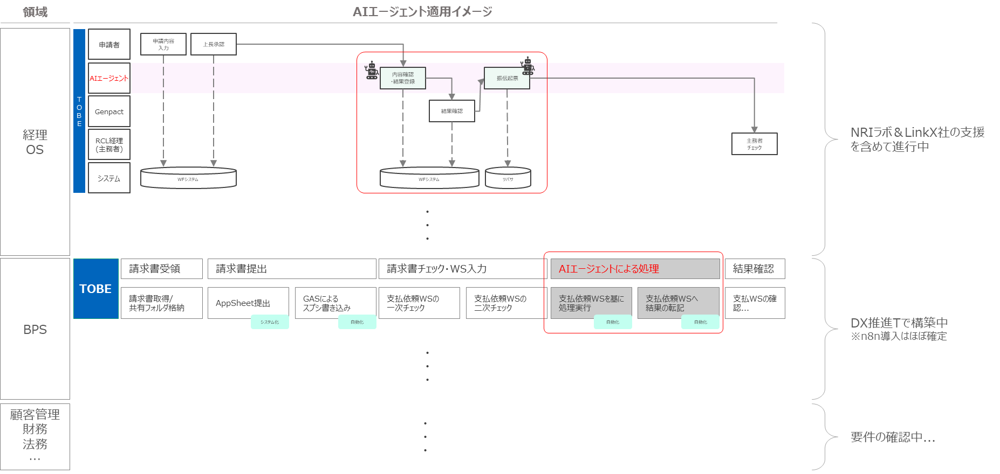 領域
AIエージェント適用イメージ
経理
OS
TOBE
申請者
AIエージェント
Genpact
RCL経理
(主務者)
システム
申請内容
入力
上長承認
内容確認
・結果登録
振伝起票
結果確認
主務者
チェック
WFシステム
WFシステム
ツバサ
NRIラボ＆LinkX社の支援
を含めて進行中
BPS
TOBE
請求書受領
請求書提出
請求書チェック・WS入力
AIエージェントによる処理
結果確認
請求書取得/
共有フォルダ格納
AppSheet提出
システム化
GASによる
スプシ書き込み
自動化
支払依頼WSの
一次チェック
支払依頼WSの
二次チェック
支払依頼WSを基に
処理実行
自動化
支払依頼WSへ
結果の転記
自動化
支払WSの確
認…
DX推進Tで構築中
※n8n導入はほぼ確定
顧客管理
財務
法務
…
要件の確認中…